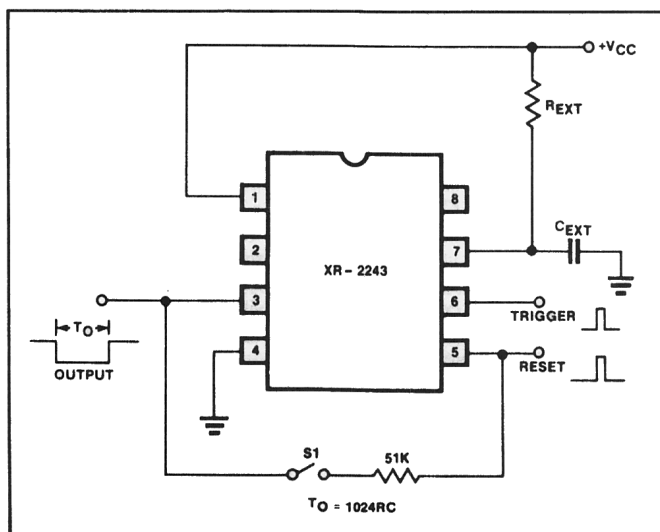 +VCC
REXT
1
8
2
CEXT
7
XR-2243
3
6
TRIGGER
TO
OUTPUT
4
5
RESET
S1
51K
TO = 1024RC